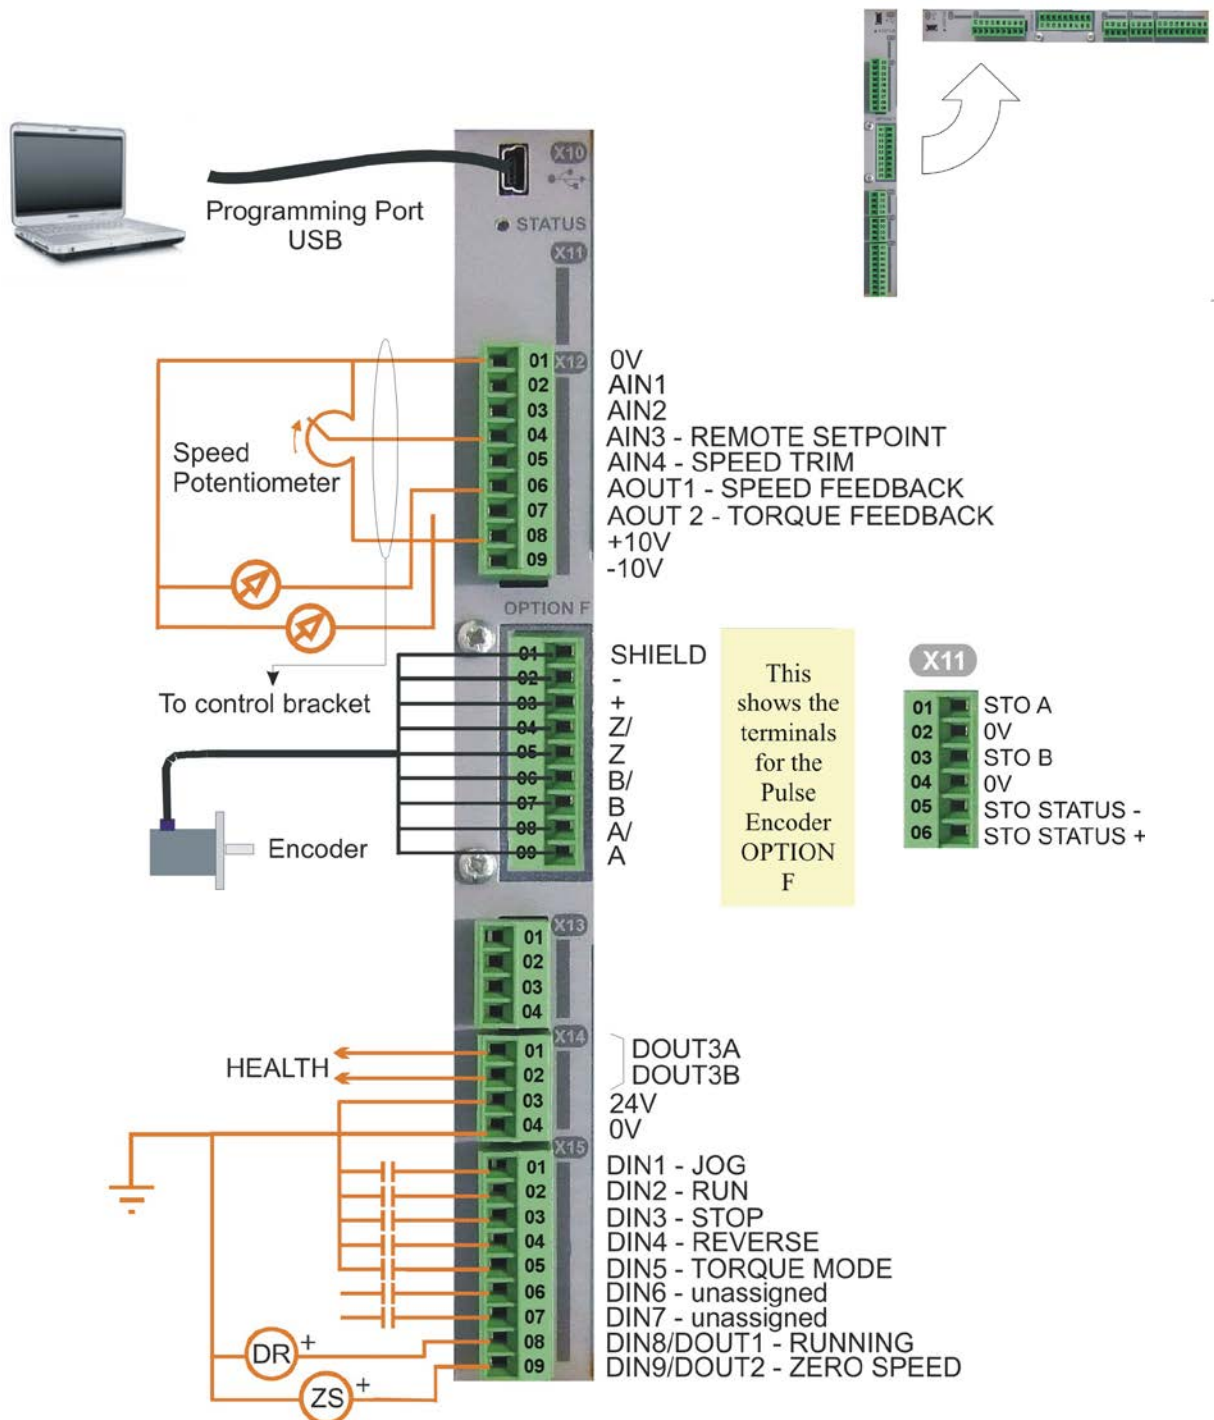 X10
Programming Port
USB
STATUS
X11
01 X12 0V
02 AIN1
03 AIN2
04 AIN3 - REMOTE SETPOINT
05 AIN4 - SPEED TRIM
06 AOUT1 - SPEED FEEDBACK
07 AOUT 2 - TORQUE FEEDBACK
08 +10V
09 -10V
Speed
Potentiometer
To control bracket
OPTION F
01 SHIELD
02 -
03 +
04 Z/
05 Z
06 B/
07 B
08 A/
09 A
Encoder
This
shows the
terminals
for the
Pulse
Encoder
OPTION
F
X11
01 STO A
02 0V
03 STO B
04 0V
05 STO STATUS -
06 STO STATUS +
X13
01
02
03
04
X14
HEALTH
01 DOUT3A
02 DOUT3B
03 24V
04 0V
X15
01 DIN1 - JOG
02 DIN2 - RUN
03 DIN3 - STOP
04 DIN4 - REVERSE
05 DIN5 - TORQUE MODE
06 DIN6 - unassigned
07 DIN7 - unassigned
DR + 08 DIN8/DOUT1 - RUNNING
ZS + 09 DIN9/DOUT2 - ZERO SPEED